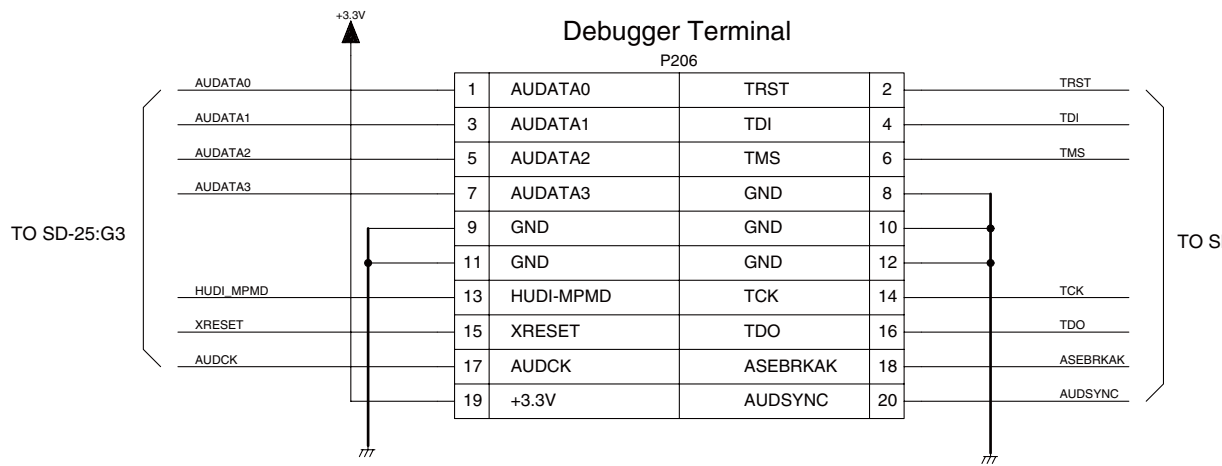 +3.3V
Debugger Terminal
P206
AUDATA0 1 AUDATA0 TRST 2 TRST
AUDATA1 3 AUDATA1 TDI 4 TDI
AUDATA2 5 AUDATA2 TMS 6 TMS
AUDATA3 7 AUDATA3 GND 8
TO SD-25:G3 9 GND GND 10 TO S
11 GND GND 12
HUDI_MPMD 13 HUDI-MPMD TCK 14 TCK
XRESET 15 XRESET TDO 16 TDO
AUDCK 17 AUDCK ASEBRKAK 18 ASEBRKAK
19 +3.3V AUDSYNC 20 AUDSYNC